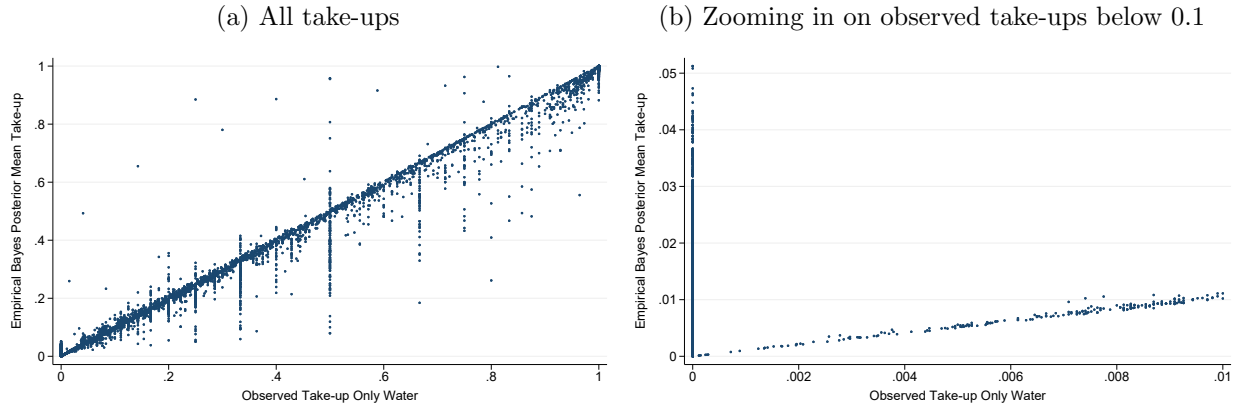 (a) All take-ups
Empirical Bayes Posterior Mean Take-up
1
.8
.6
.4
.2
0
0 .2 .4 .6 .8 1
Observed Take-up Only Water
(b) Zooming in on observed take-ups below 0.1
Empirical Bayes Posterior Mean Take-up
.05
.04
.03
.02
.01
0
0 .002 .004 .006 .008 .01
Observed Take-up Only Water